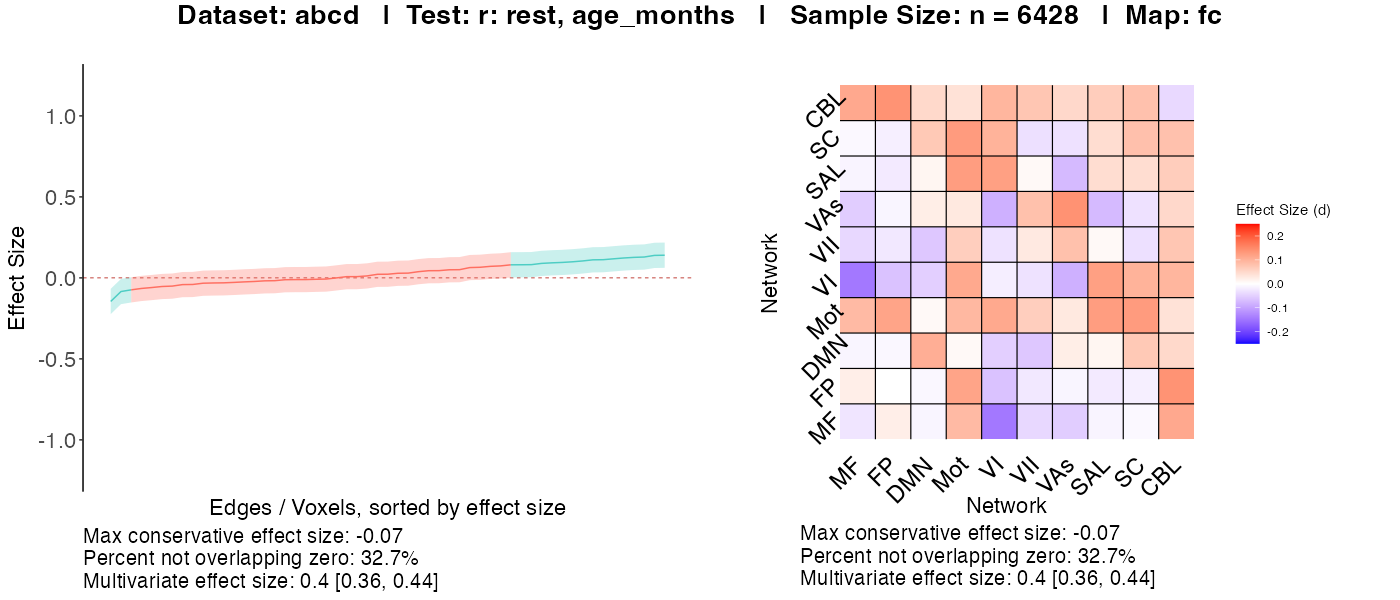 Dataset: abcd | Test: r: rest, age_months | Sample Size: n = 6428 | Map: fc
Effect Size
1.0
0.5
0.0
-0.5
-1.0
Edges / Voxels, sorted by effect size
Max conservative effect size: -0.07
Percent not overlapping zero: 32.7%
Multivariate effect size: 0.4 [0.36, 0.44]
Network
CBL
SC
SAL
VAs
VII
VI
Mot
DMN
FP
MF
MF FP DMN Mot VI VII VAs SAL SC CBL
Network
Effect Size (d)
0.2
0.1
0.0
-0.1
-0.2
Max conservative effect size: -0.07
Percent not overlapping zero: 32.7%
Multivariate effect size: 0.4 [0.36, 0.44]